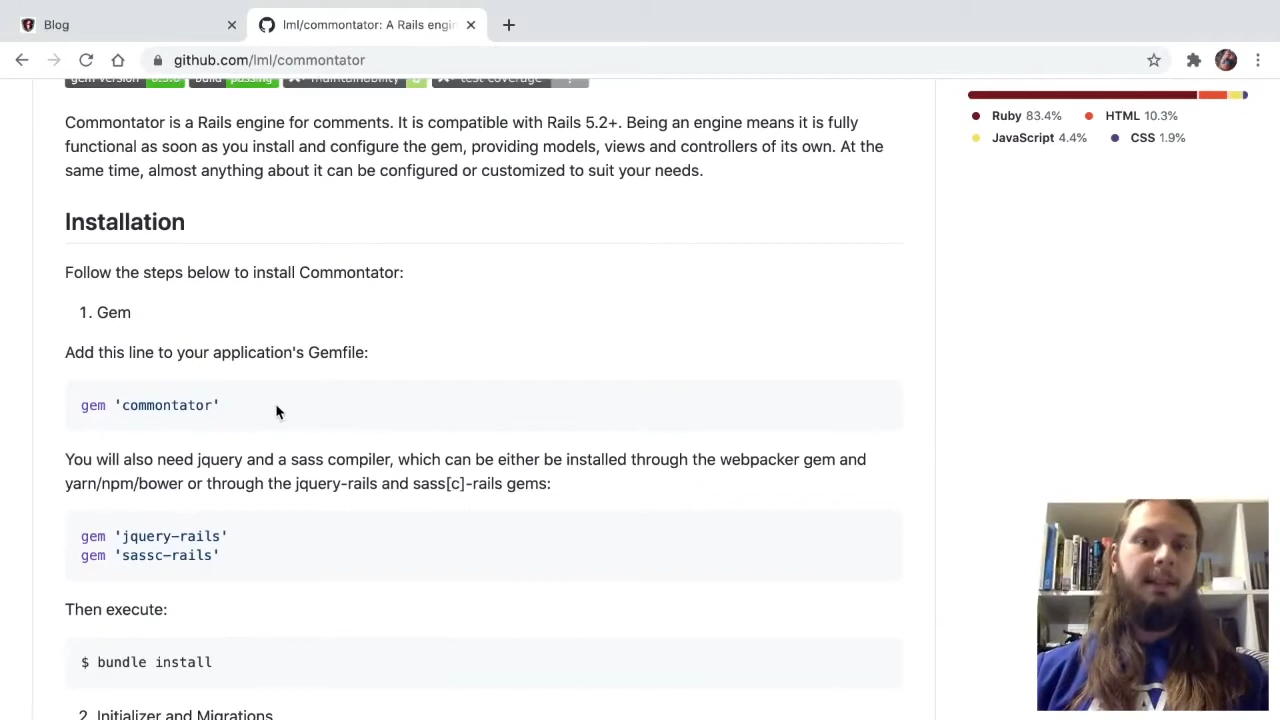 Blog
lml/commontator: A Rails engin
github.com/lml/commontator
gem version
build passing
maintainability
test coverage
Commontator is a Rails engine for comments. It is compatible with Rails 5.2+. Being an engine means it is fully
functional as soon as you install and configure the gem, providing models, views and controllers of its own. At the
same time, almost anything about it can be configured or customized to suit your needs.
Ruby 83.4%
HTML 10.3%
JavaScript 4.4%
CSS 1.9%
Installation
Follow the steps below to install Commontator:
1. Gem
Add this line to your application's Gemfile:
gem 'commontator'
You will also need jquery and a sass compiler, which can be either be installed through the webpacker gem and
yarn/npm/bower or through the jquery-rails and sass[c]-rails gems:
gem 'jquery-rails'
gem 'sassc-rails'
Then execute:
$ bundle install
2. Initializer and Migrations